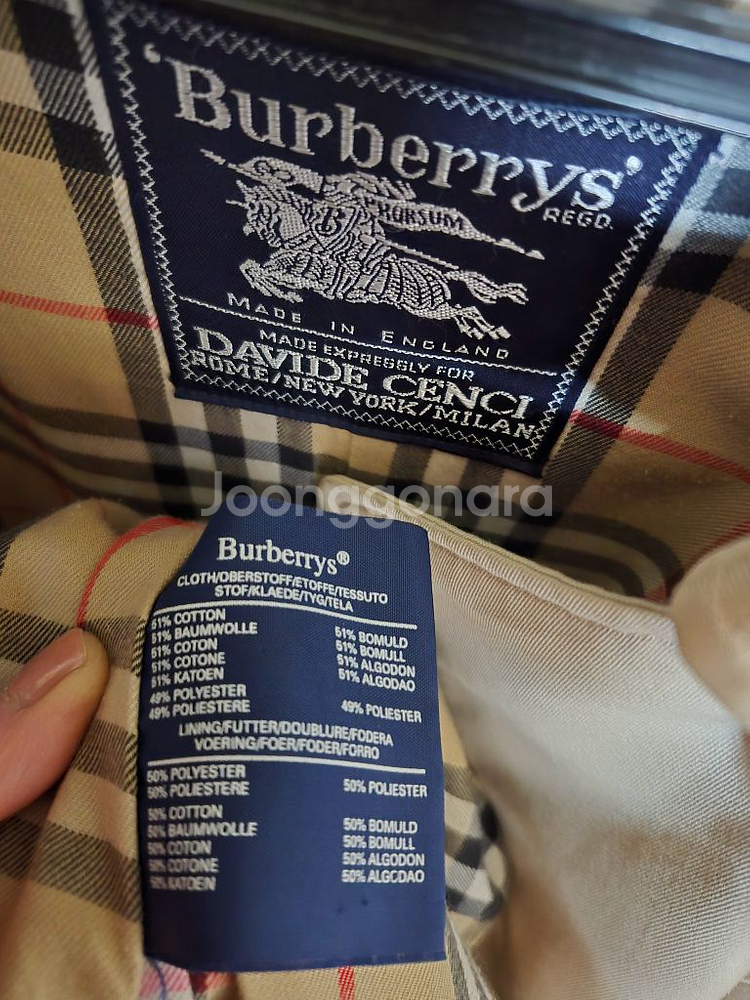 'Burberrys'
REGD.
PRORSUM
MADE IN ENGLAND
MADE EXPRESSLY FOR
DAVIDE CENCI
ROME/NEW YORK/MILAN
Joonggonara
Burberrys®
CLOTH/OBERSTOFF/ETOFFE/TESSUTO
STOF/KLAEDE/TYG/TELA
51% COTTON
51% BAUMWOLLE 51% BOMULD
51% COTON 51% BOMULL
51% COTONE 51% ALGODON
51% KATOEN 51% ALGODAO
49% POLYESTER
49% POLIESTERE 49% POLIESTER
LINING/FUTTER/DOUBLURE/FODERA
VOERING/FOER/FODER/FORRO
50% POLYESTER
50% POLIESTERE 50% POLIESTER
50% COTTON
50% BAUMWOLLE 50% BOMULD
50% COTON 50% BOMULL
50% COTONE 50% ALGODON
50% KATOEN 50% ALGODAO